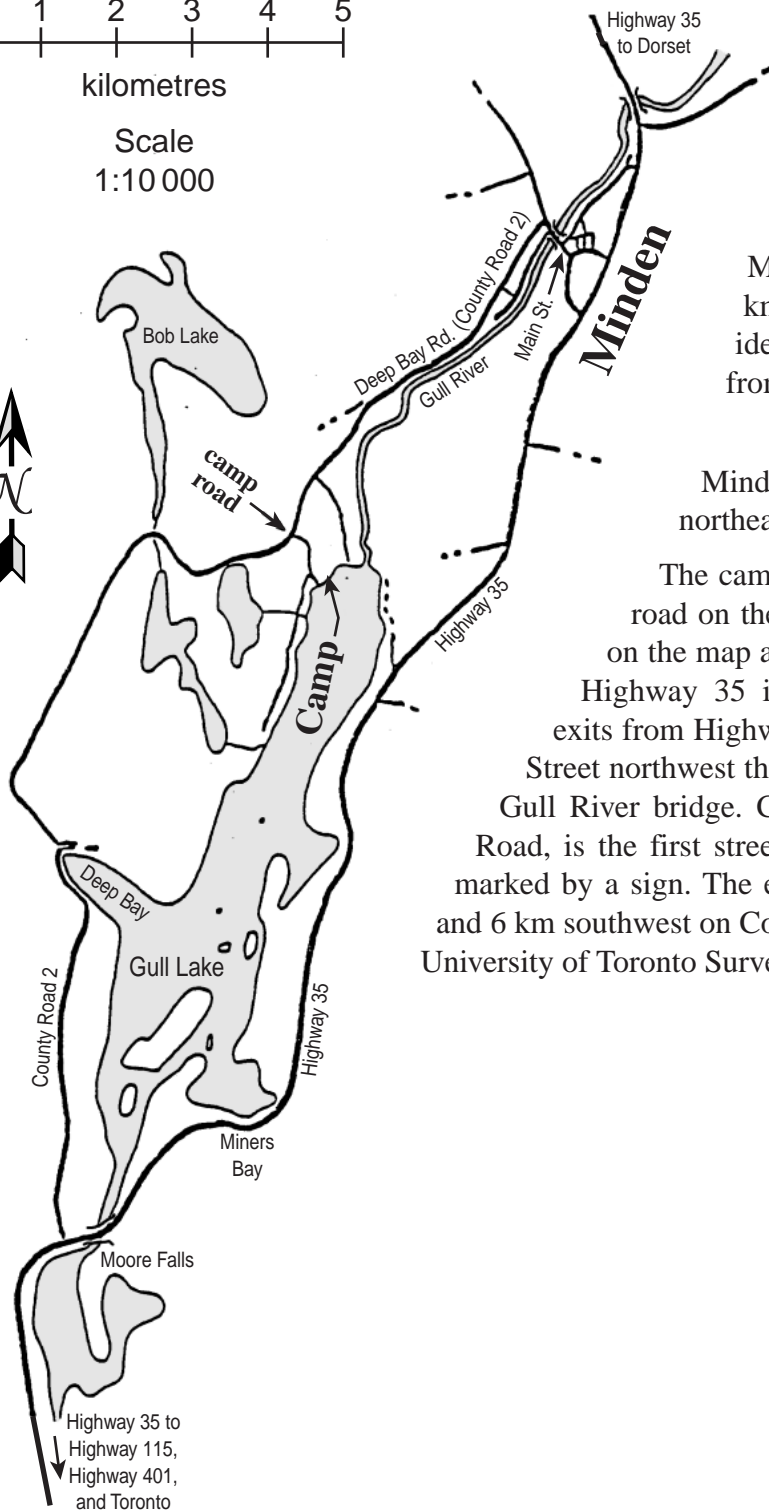 1 2 3 4 5
kilometres
Scale
1:10 000
Highway 35
to Dorset
Minden
Main St.
Deep Bay Rd. (County Road 2)
Gull River
Bob Lake
N
camp
road
Camp
Highway 35
Deep Bay
Gull Lake
County Road 2
Highway 35
Miners
Bay
Moore Falls
Highway 35 to
Highway 115,
Highway 401,
and Toronto
M
km
ide
from
Mind
northea
The cam
road on the
on the map a
Highway 35 i
exits from Highw
Street northwest th
Gull River bridge. C
Road, is the first stree
marked by a sign. The e
and 6 km southwest on Co
University of Toronto Surve